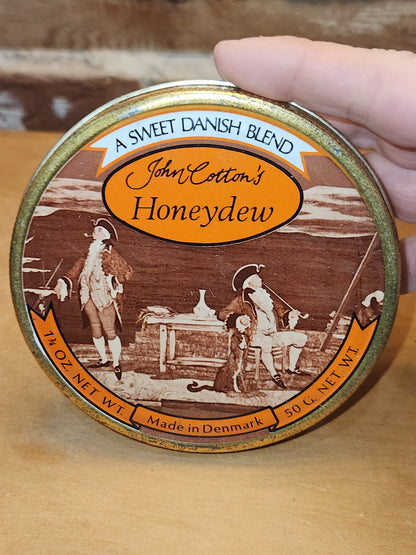 A SWEET DANISH BLEND
John Cotton's
Honeydew
1¾ OZ. NET WT.
Made in Denmark
50 G. NET WT.